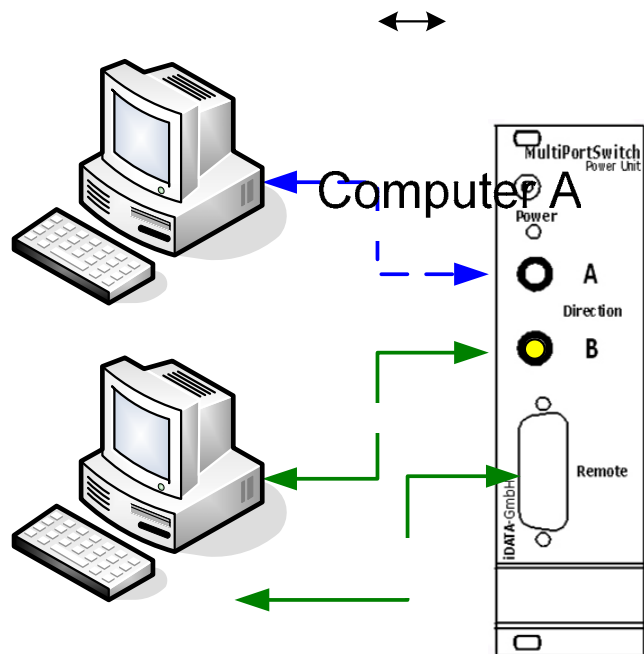 MultiPortSwitch
Power Unit
Computer A
Power
A
Direction
B
Remote
iDATA-GmbH